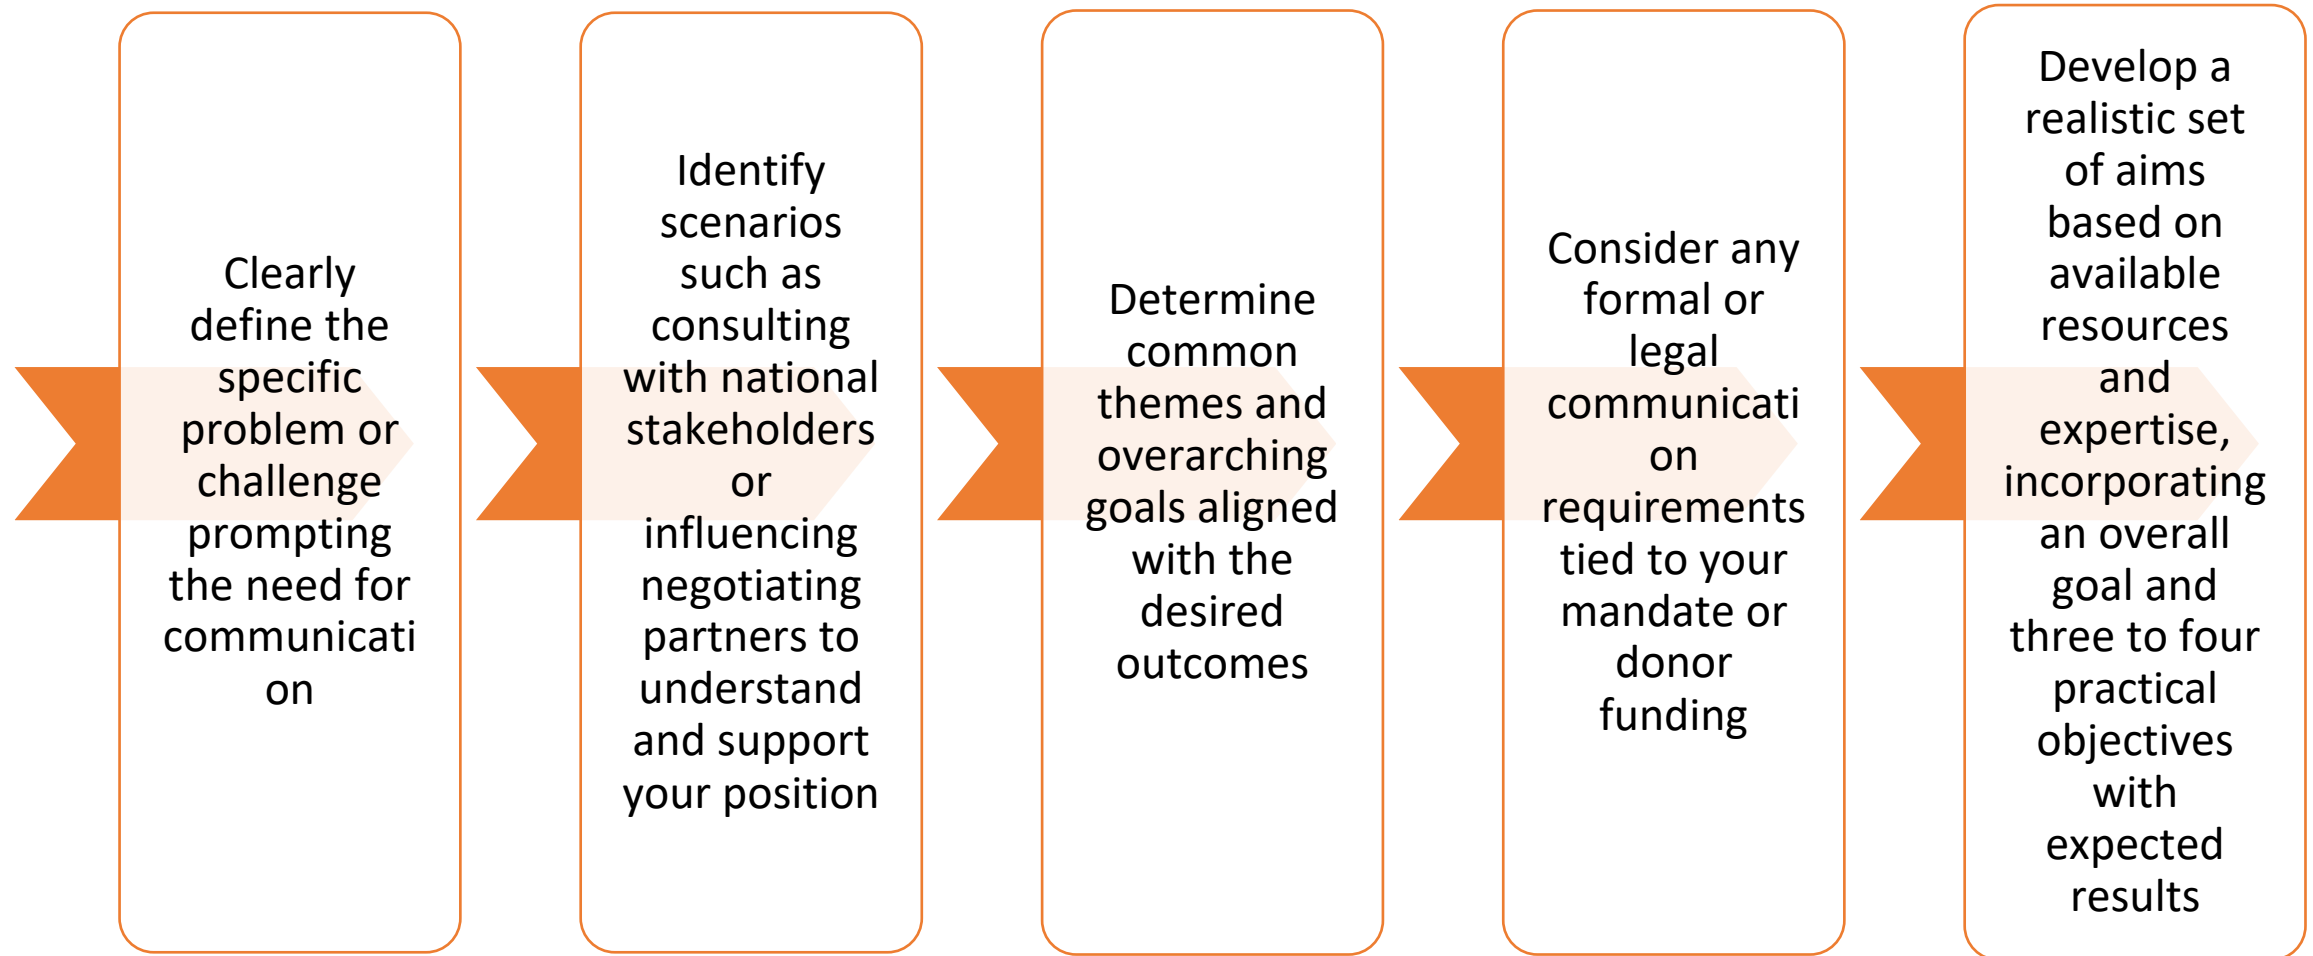 Clearly
define the
specific
problem or
challenge
prompting
the need for
communicati
on
Identify
scenarios
such as
consulting
with national
stakeholders
or
influencing
negotiating
partners to
understand
and support
your position
Determine
common
themes and
overarching
goals aligned
with the
desired
outcomes
Consider any
formal or
legal
communicati
on
requirements
tied to your
mandate or
donor
funding
Develop a
realistic set
of aims
based on
available
resources
and
expertise,
incorporating
an overall
goal and
three to four
practical
objectives
with
expected
results